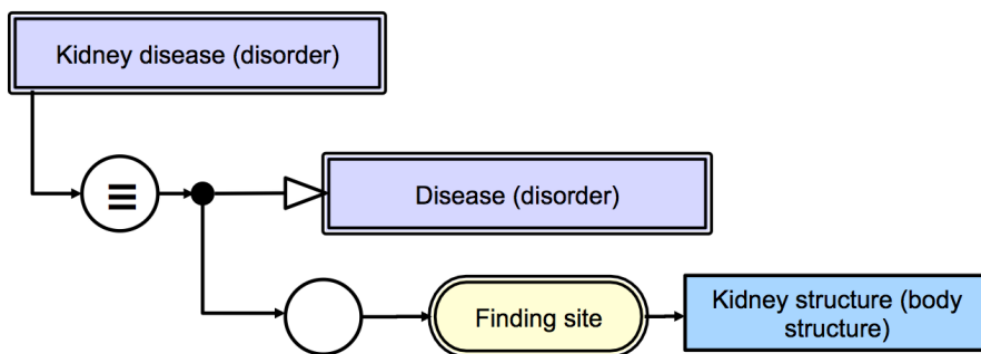 Kidney disease (disorder)
≡
Disease (disorder)
Finding site
Kidney structure (body
structure)